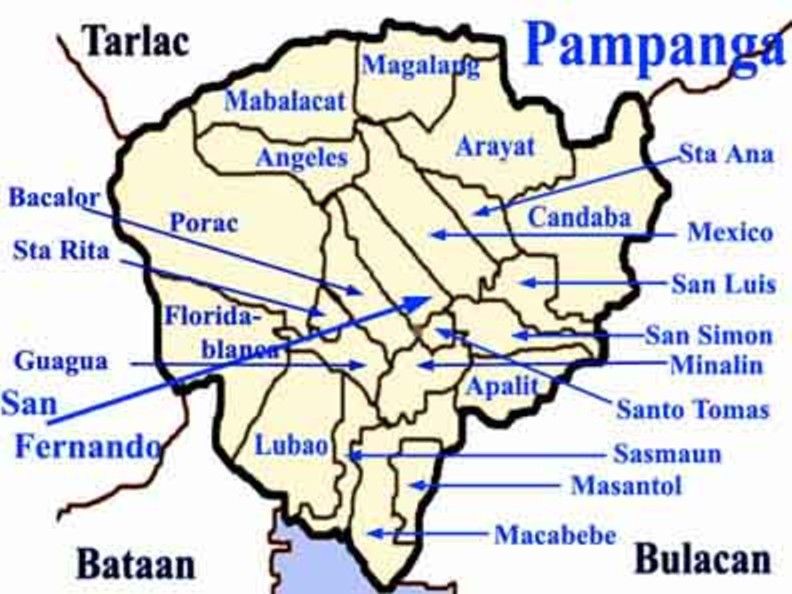 Tarlac
Pampanga
Magalang
Mabalacat
Angeles
Arayat
Sta Ana
Bacalor
Porac
Candaba
Mexico
Sta Rita
San Luis
Florida-
blanca
San Simon
Guagua
Minalin
Apalit
San
Fernando
Santo Tomas
Lubao
Sasmaun
Masantol
Macabebe
Bataan
Bulacan